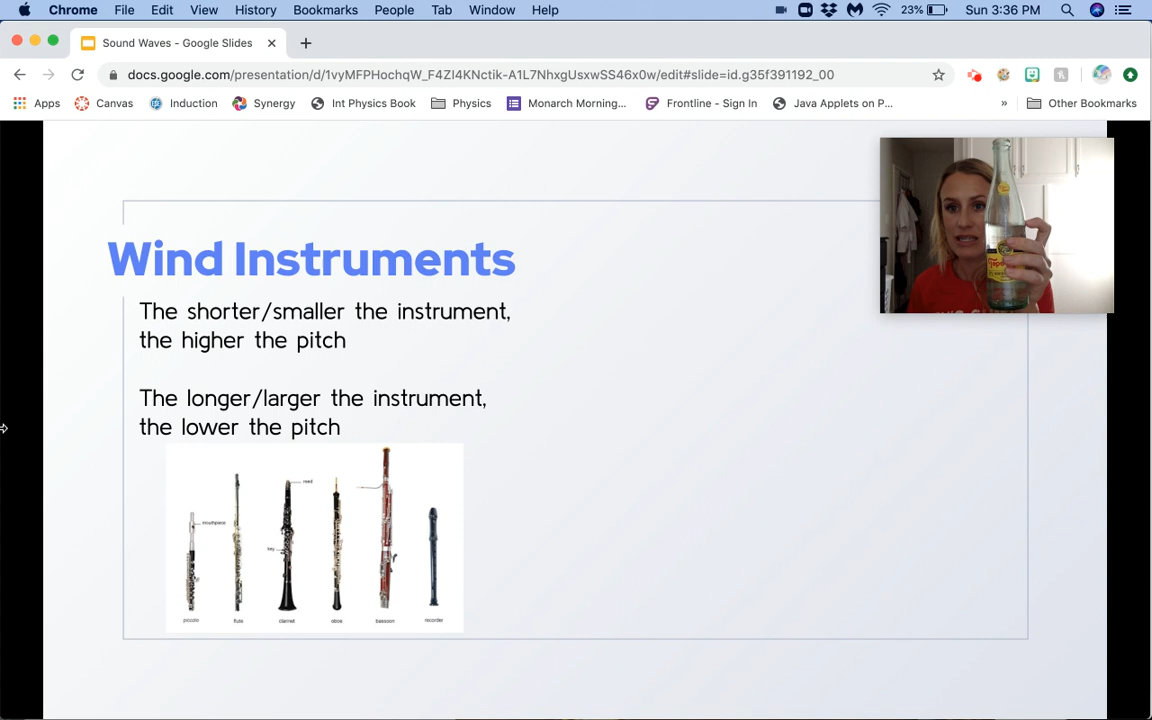 Chrome File Edit View History Bookmarks People Tab Window Help 23% Sun 3:36 PM
Sound Waves - Google Slides
docs.google.com/presentation/d/1vyMFPHochqW_F4ZI4KNctik-A1L7NhxgUsxwSS46x0w/edit#slide=id.g35f391192_00
Apps Canvas Induction Synergy Int Physics Book Physics Monarch Morning... Frontline - Sign In Java Applets on P... » Other Bookmarks
Wind Instruments
The shorter/smaller the instrument,
the higher the pitch
The longer/larger the instrument,
the lower the pitch
reed
mouthpiece
key
piccolo flute clarinet oboe bassoon recorder